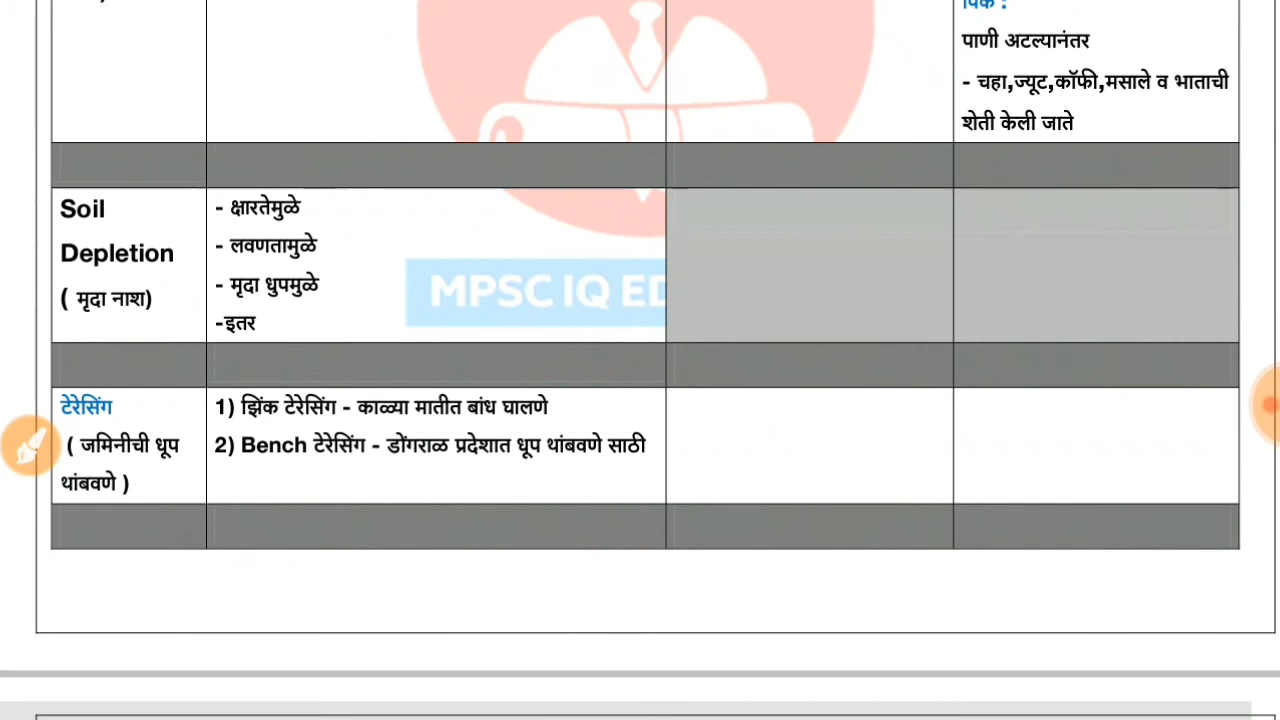 पिके :
पाणी अटल्यानंतर
- चहा,ज्यूट,कॉफी,मसाले व भाताची
शेती केली जाते
Soil
Depletion
( मृदा नाश)
- क्षारतेमुळे
- लवणतामुळे
- मृदा धुपमुळे
-इतर
MPSC IQ ED
टेरेसिंग
( जमिनीची धूप
थांबवणे )
1) झिंक टेरेसिंग - काळ्या मातीत बांध घालणे
2) Bench टेरेसिंग - डोंगराळ प्रदेशात धूप थांबवणे साठी